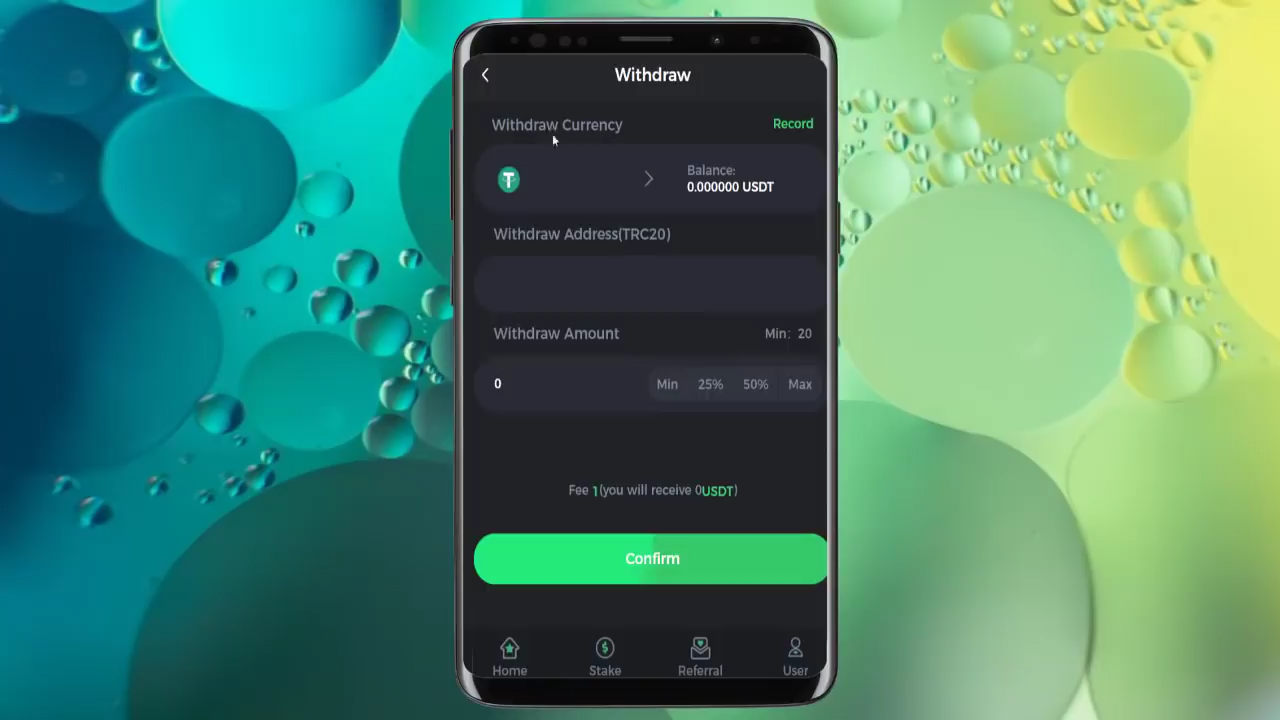 Withdraw
Withdraw Currency
Record
Balance:
0.000000 USDT
Withdraw Address(TRC20)
Withdraw Amount
Min: 20
0
Min 25% 50% Max
Fee 1(you will receive 0USDT)
Confirm
Home Stake Referral User